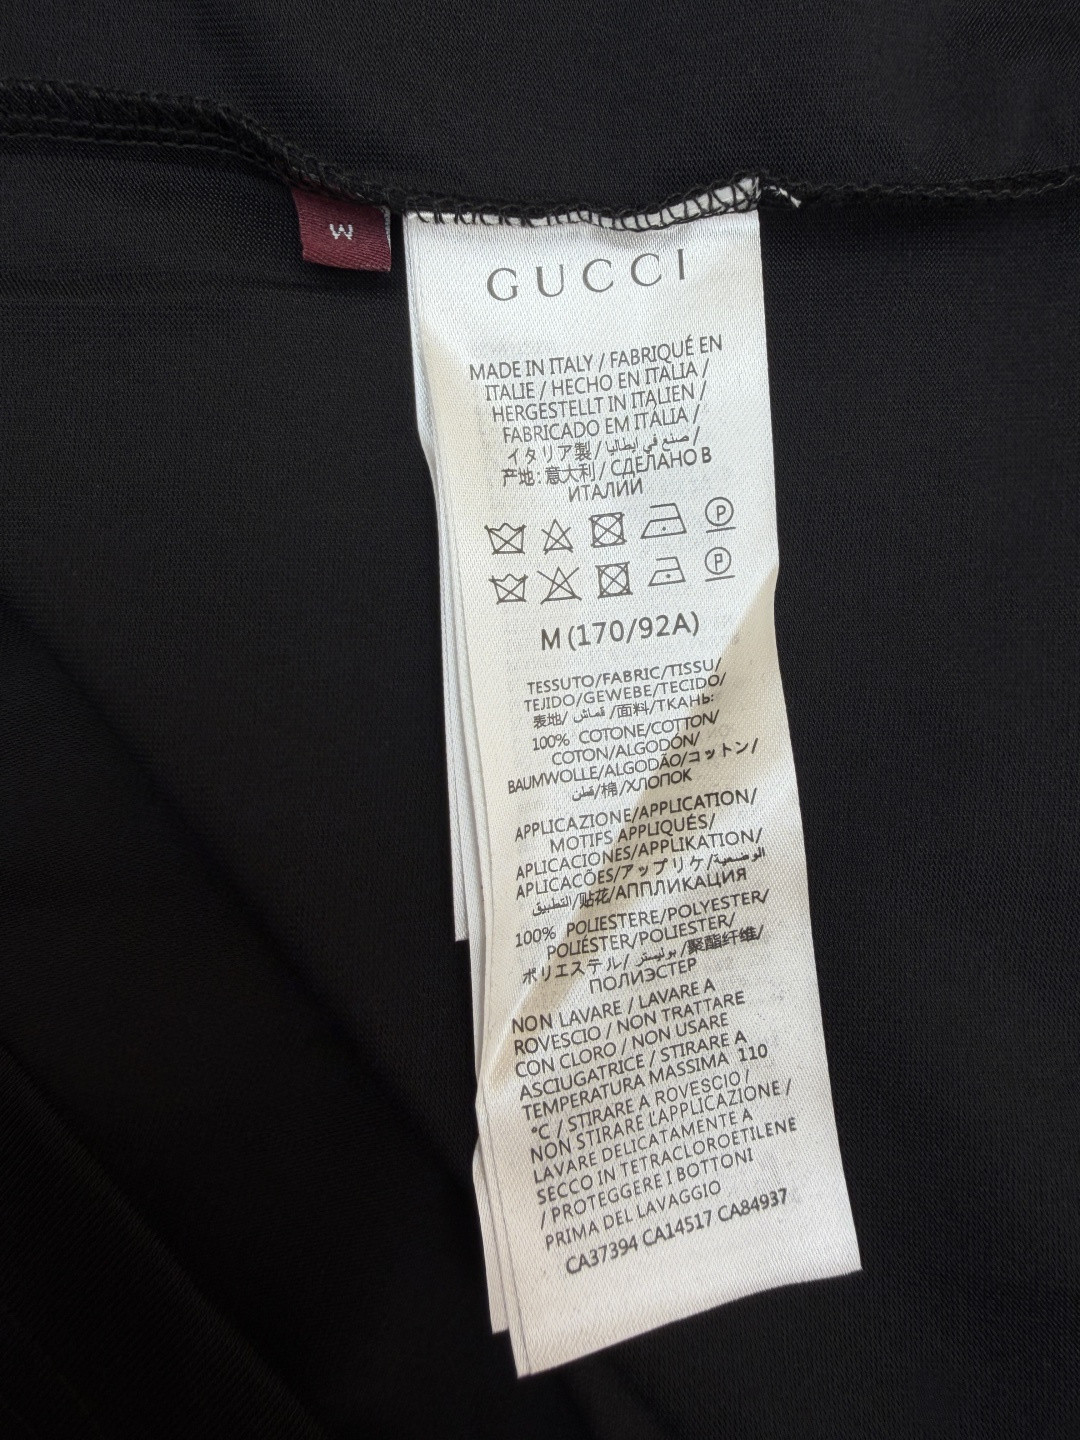 M
GUCCI
MADE IN ITALY / FABRIQUÉ EN
ITALIE / HECHO EN ITALIA /
HERGESTELLT IN ITALIEN /
FABRICADO EM ITÁLIA /
イタリア製 / صنع في إيطاليا /
产地: 意大利 / СДЕЛАНО В
ИТАЛИИ
P
P
M (170/92A)
TESSUTO/FABRIC/TISSU/
TEJIDO/GEWEBE/TECIDO/
表地/ قماش /面料/ТКАНЬ:
100% COTONE/COTTON/
COTON/ALGODÓN/
BAUMWOLLE/ALGODÃO/コットン/
قطن/棉/ХЛОПОК
APPLICAZIONE/APPLICATION/
MOTIFS APPLIQUÉS/
APLICACIONES/APPLIKATION/
APLICACÕES/アップリケ/الوضعية
التطبيق/贴花/АППЛИКАЦИЯ
100% POLIESTERE/POLYESTER/
POLIÉSTER/POLIESTER/
ポリエステル/ بوليستر /聚酯纤维/
ПОЛИЭСТЕР
NON LAVARE / LAVARE A
ROVESCIO / NON TRATTARE
CON CLORO / NON USARE
ASCIUGATRICE / STIRARE A
TEMPERATURA MASSIMA 110
°C / STIRARE A ROVESCIO /
NON STIRARE L'APPLICAZIONE /
LAVARE DELICATAMENTE A
SECCO IN TETRACLOROETILENE
/ PROTEGGERE I BOTTONI
PRIMA DEL LAVAGGIO
CA37394 CA14517 CA84937